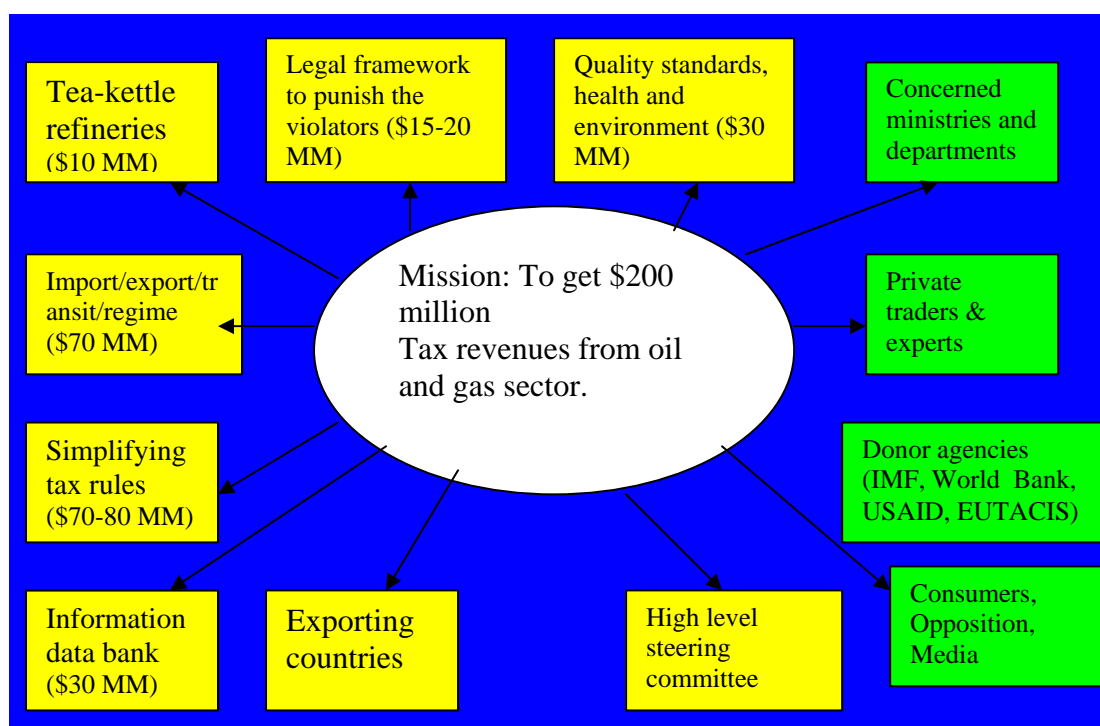 Tea-kettle
refineries
($10 MM)
Legal framework
to punish the
violators ($15-20
MM)
Quality standards,
health and
environment ($30
MM)
Concerned
ministries and
departments
Import/export/tr
ansit/regime
($70 MM)
Mission: To get $200
million
Tax revenues from oil
and gas sector.
Private
traders &
experts
Simplifying
tax rules
($70-80 MM)
Donor agencies
(IMF, World Bank,
USAID, EUTACIS)
Information
data bank
($30 MM)
Exporting
countries
High level
steering
committee
Consumers,
Opposition,
Media